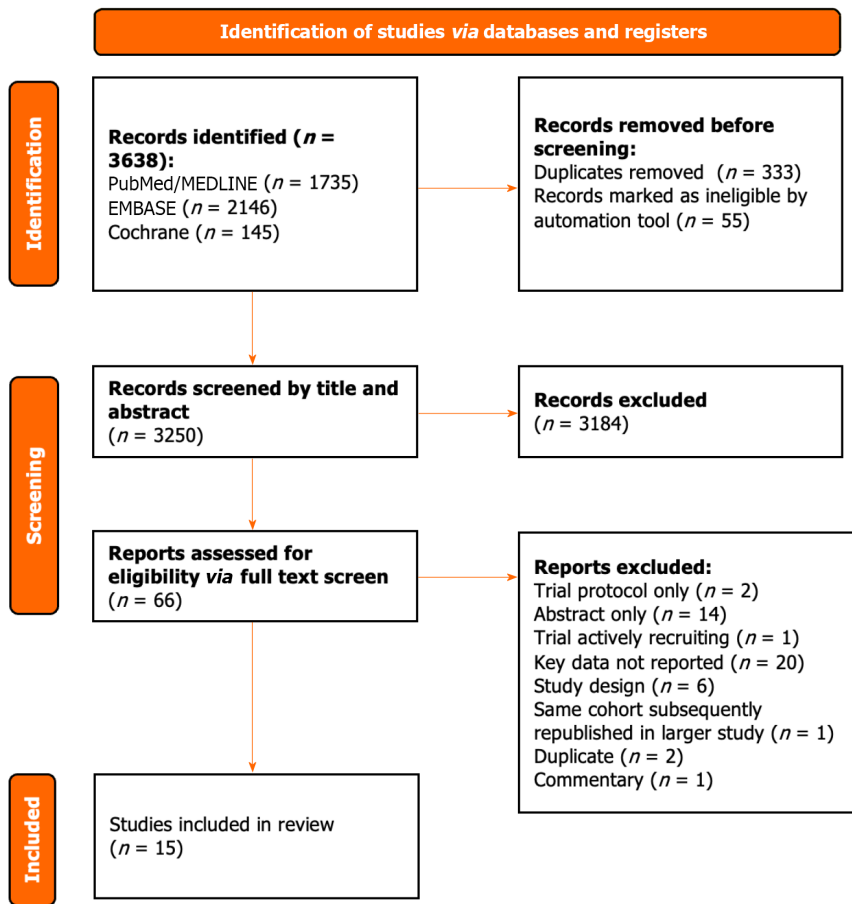 Identification of studies via databases and registers
Identification
Records identified (n =
3638):
PubMed/MEDLINE (n = 1735)
EMBASE (n = 2146)
Cochrane (n = 145)
Records removed before
screening:
Duplicates removed (n = 333)
Records marked as ineligible by
automation tool (n = 55)
Screening
Records screened by title and
abstract
(n = 3250)
Records excluded
(n = 3184)
Reports assessed for
eligibility via full text screen
(n = 66)
Reports excluded:
Trial protocol only (n = 2)
Abstract only (n = 14)
Trial actively recruiting (n = 1)
Key data not reported (n = 20)
Study design (n = 6)
Same cohort subsequently
republished in larger study (n = 1)
Duplicate (n = 2)
Commentary (n = 1)
Included
Studies included in review
(n = 15)